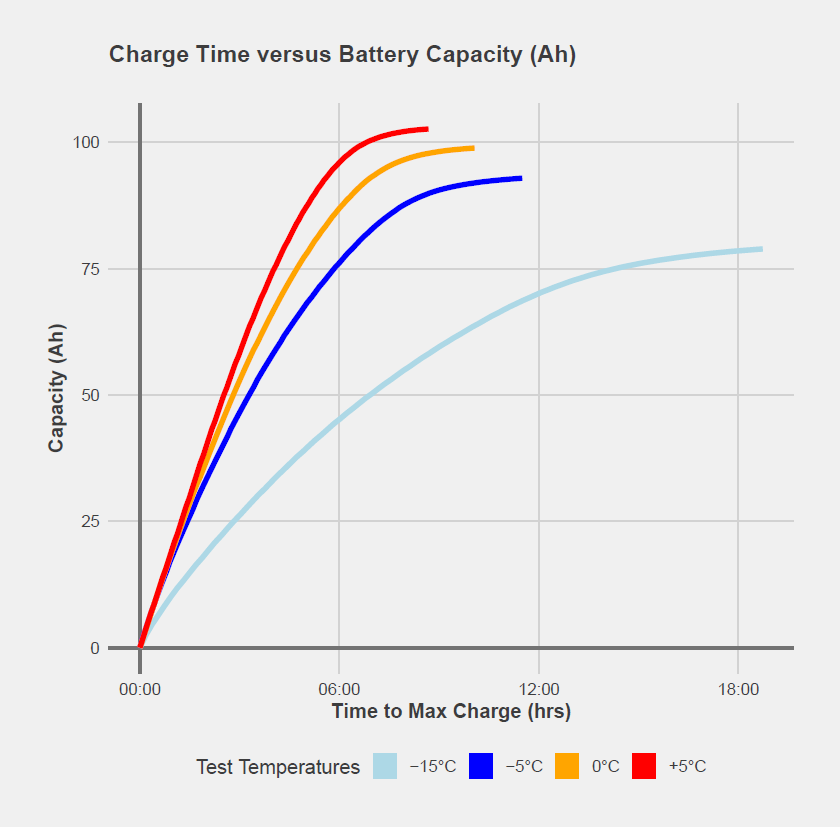 Charge Time versus Battery Capacity (Ah)
100
75
50
25
0
Capacity (Ah)
00:00 06:00 12:00 18:00
Time to Max Charge (hrs)
Test Temperatures −15°C −5°C 0°C +5°C